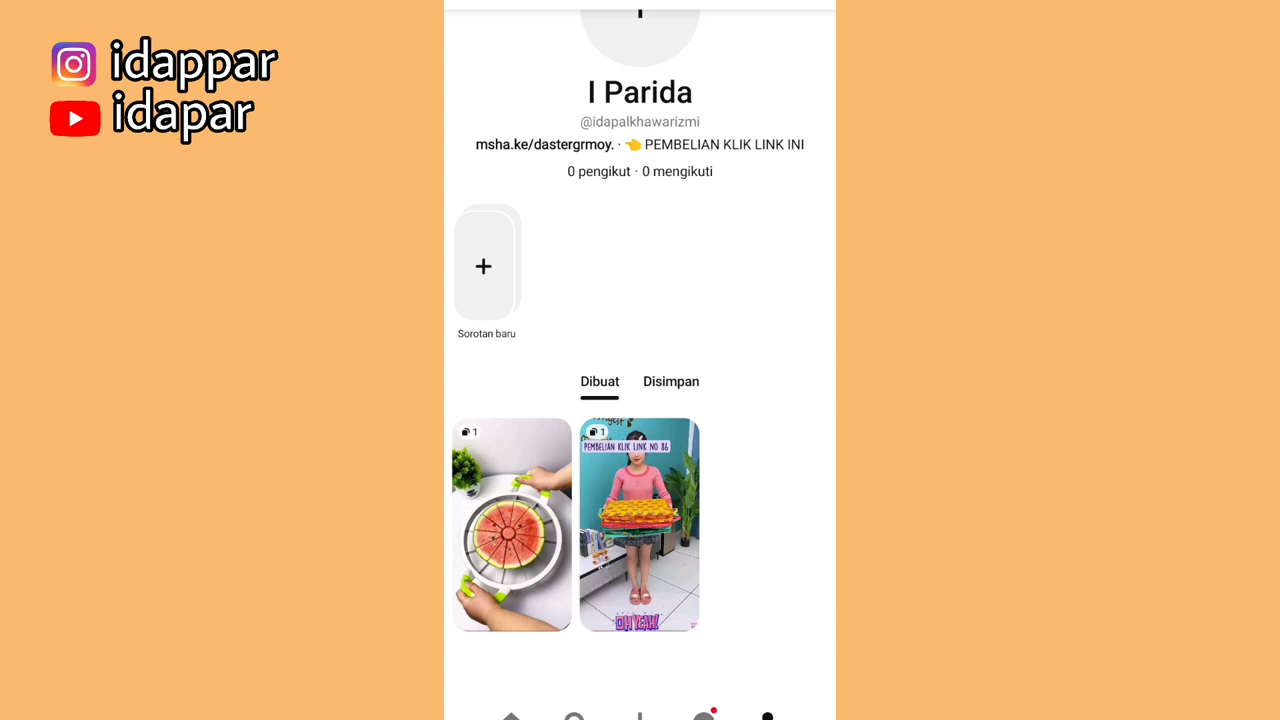 idappar
idapar
I Parida
@idapalkhawarizmi
msha.ke/dastergrmoy. · 👈 PEMBELIAN KLIK LINK INI
0 pengikut · 0 mengikuti
Sorotan baru
Dibuat Disimpan
1
1
PEMBELIAN KLIK LINK NO 86
OH YEAH!